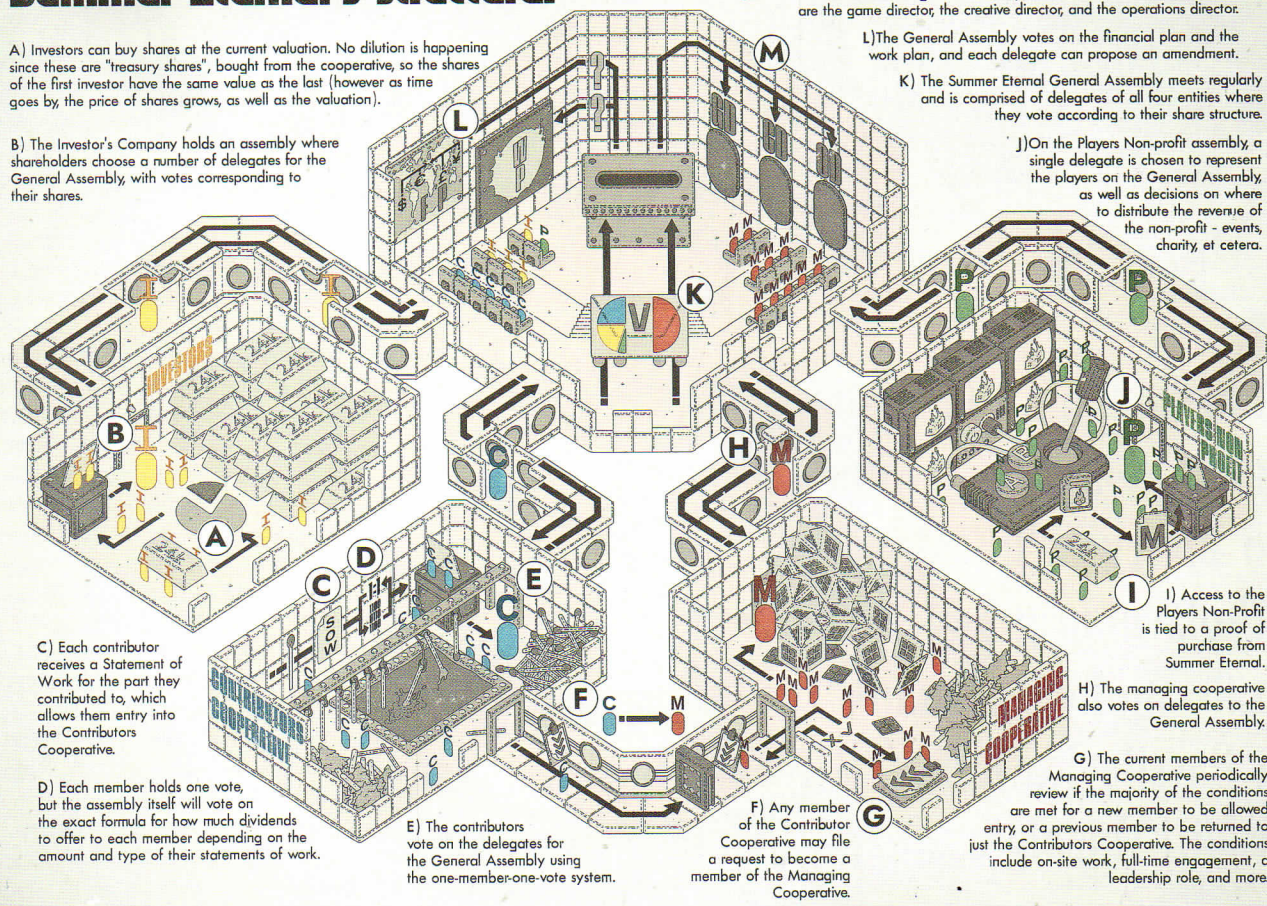 Summer Eternal's structure:
are the game director, the creative director, and the operations director.
A) Investors can buy shares at the current valuation. No dilution is happening
since these are "treasury shares", bought from the cooperative, so the shares
of the first investor have the same value as the last (however as time
goes by, the price of shares grows, as well as the valuation).
B) The Investor's Company holds an assembly where
shareholders choose a number of delegates for the
General Assembly, with votes corresponding to
their shares.
L)The General Assembly votes on the financial plan and the
work plan, and each delegate can propose an amendment.
K) The Summer Eternal General Assembly meets regularly
and is comprised of delegates of all four entities where
they vote according to their share structure.
J)On the Players Non-profit assembly, a
single delegate is chosen to represent
the players on the General Assembly,
as well as decisions on where
to distribute the revenue of
the non-profit - events,
charity, et cetera.
M
L
K
V
INVESTORS
24k
B
A
H
J
PLAYERS NON
PROFIT
I
C
D
E
SOW
1:1
CONTRIBUTORS
COOPERATIVE
F
C M
MANAGING
COOPERATIVE
G
I) Access to the
Players Non-Profit
is tied to a proof of
purchase from
Summer Eternal.
H) The managing cooperative
also votes on delegates to the
General Assembly.
G) The current members of the
Managing Cooperative periodically
review if the majority of the conditions
are met for a new member to be allowed
entry, or a previous member to be returned to
just the Contributors Cooperative. The conditions
include on-site work, full-time engagement, a
leadership role, and more.
C) Each contributor
receives a Statement of
Work for the part they
contributed to, which
allows them entry into
the Contributors
Cooperative.
D) Each member holds one vote,
but the assembly itself will vote on
the exact formula for how much dividends
to offer to each member depending on the
amount and type of their statements of work.
E) The contributors
vote on the delegates for
the General Assembly using
the one-member-one-vote system.
F) Any member
of the Contributor
Cooperative may file
a request to become a
member of the Managing
Cooperative.